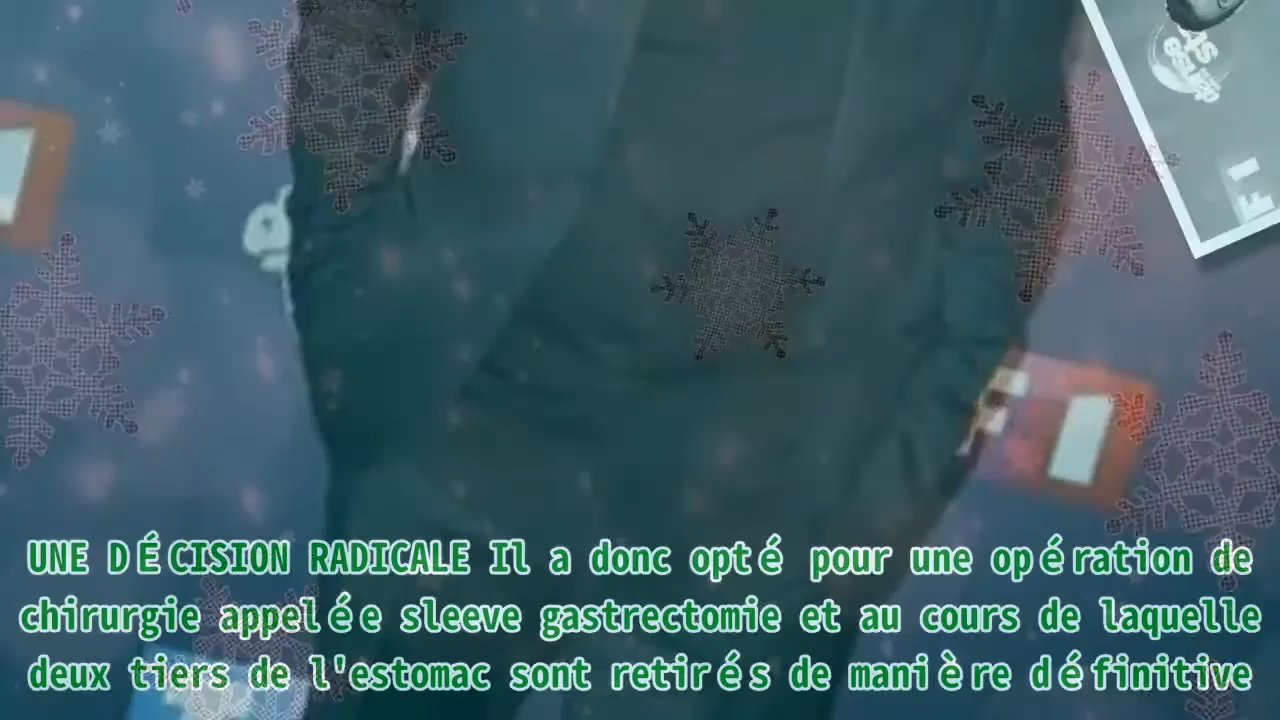 UNE DÉCISION RADICALE Il a donc opté pour une opération de
chirurgie appelée sleeve gastrectomie et au cours de laquelle
deux tiers de l'estomac sont retirés de manière définitive